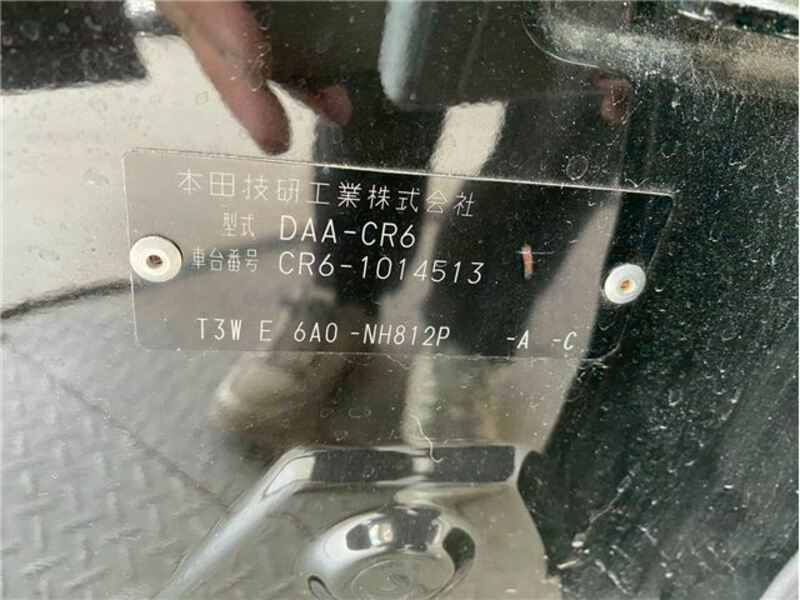 本田技研工業株式会社
型式 DAA-CR6
車台番号 CR6-1014513
T3W E 6A0 -NH812P -A -C